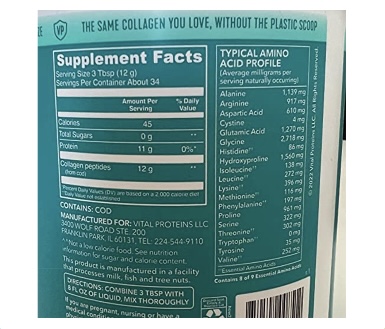 THE SAME COLLAGEN YOU LOVE, WITHOUT THE PLASTIC SCOOP
VP
Supplement Facts
Serving Size 3 Tbsp (12 g)
Servings Per Container About 34
Amount Per Serving
% Daily Value
Calories 45
Total Sugars 0 g **
Protein 11 g 0%*
Collagen peptides 12 g **
(from cod)
*Percent Daily Values (DV) are based on a 2,000 calorie diet
**Daily Value not established
CONTAINS: COD
MANUFACTURED FOR: VITAL PROTEINS LLC
3400 WOLF ROAD STE 200
FRANKLIN PARK, IL 60131, TEL: 224-544-9110
Not a low calorie food. See nutrition
information for sugar and calorie content.
This product is manufactured in a facility
that processes milk, fish and tree nuts.
DIRECTIONS: COMBINE 3 TBSP WITH
8 FL OZ OF LIQUID, MIX THOROUGHLY
If you are pregnant, nursing or have a
medical
TYPICAL AMINO
ACID PROFILE
(Average milligrams per
serving naturally occurring)
Alanine 1,139 mg
Arginine 917 mg
Aspartic Acid 610 mg
Cystine 4 mg
Glutamic Acid 1,270 mg
Glycine 2,718 mg
Histidine** 86 mg
Hydroxyproline 1,560 mg
Isoleucine** 138 mg
Leucine** 272 mg
Lysine** 396 mg
Methionine** 116 mg
Phenylalanine** 197 mg
Proline 961 mg
Serine 322 mg
Threonine** 302 mg
Tryptophan** 0 mg
Tyrosine 35 mg
Valine** 252 mg
Essential Amino Acids
Contains 8 of 9 Essential Amino Acids
© 2022 Vital Proteins LLC. All Rights Reserved.